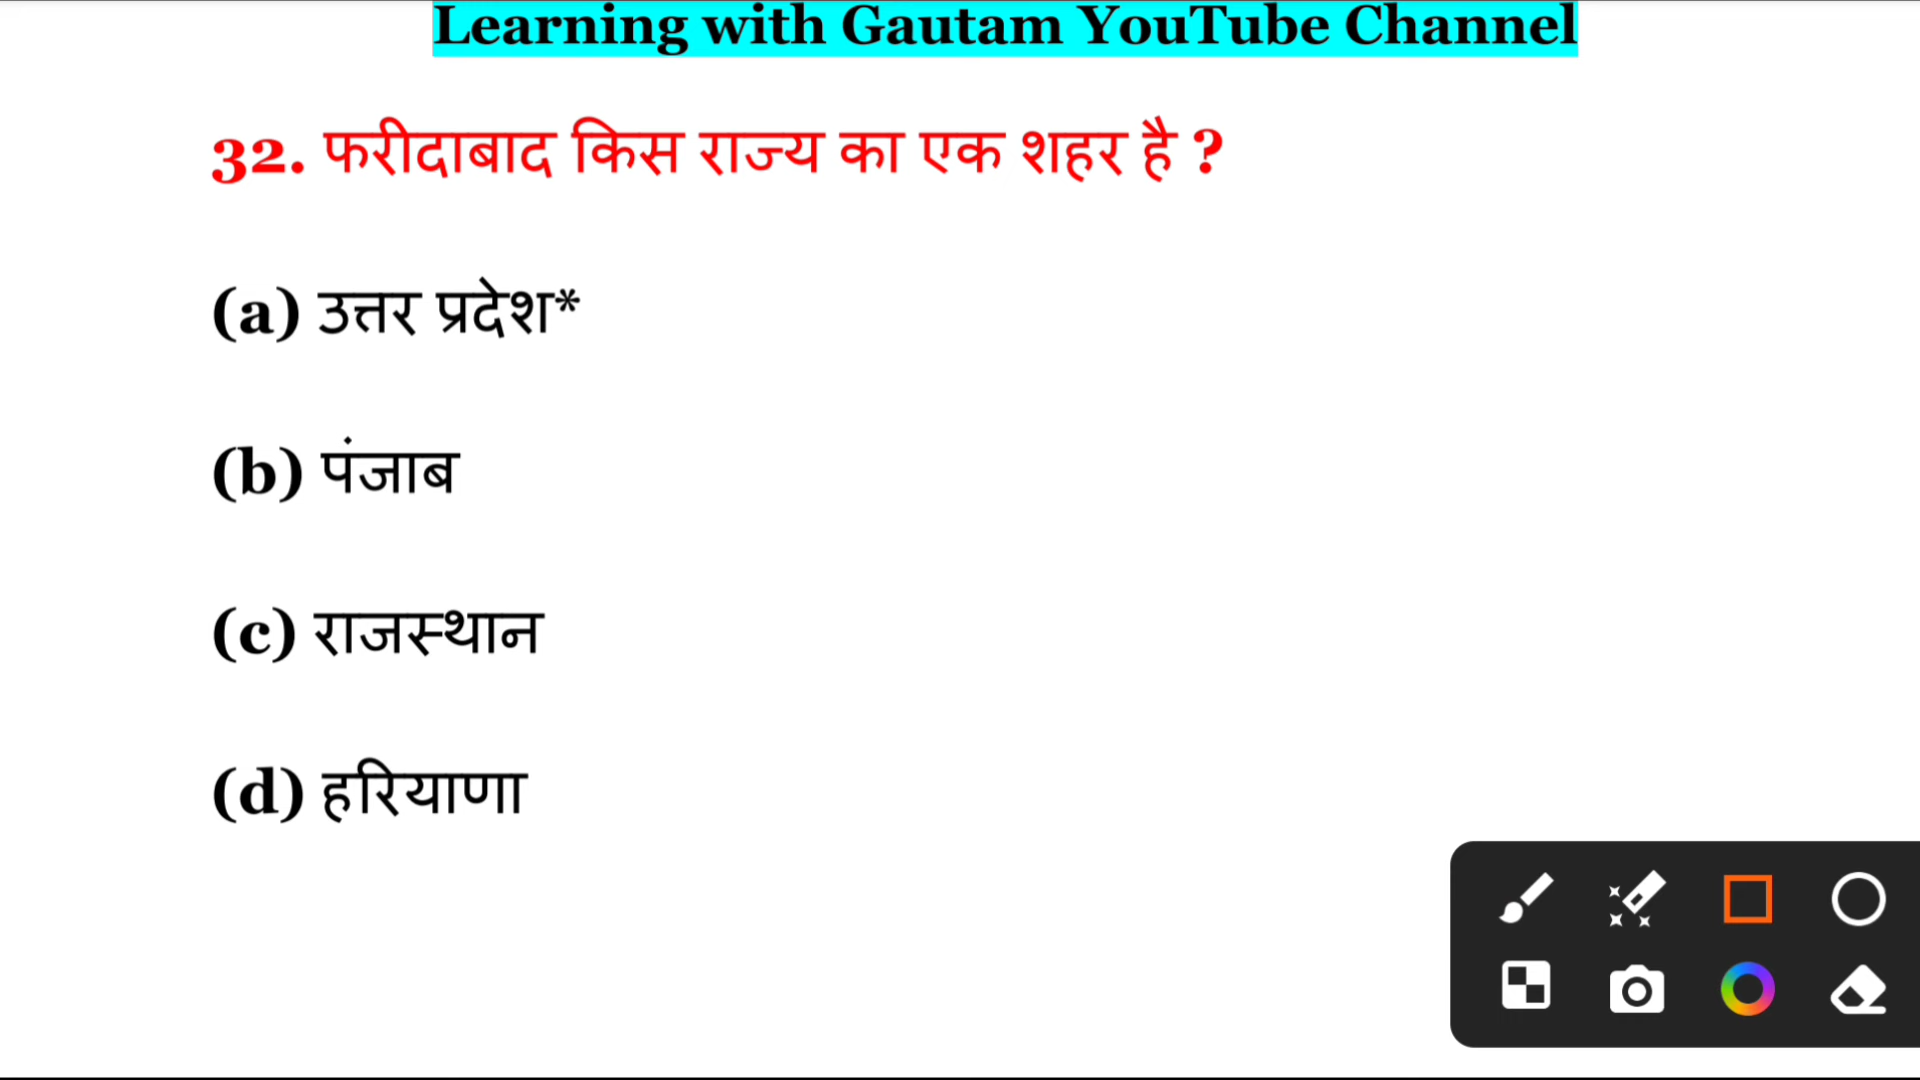 Learning with Gautam YouTube Channel
32. फरीदाबाद किस राज्य का एक शहर है ?
(a) उत्तर प्रदेश*
(b) पंजाब
(c) राजस्थान
(d) हरियाणा